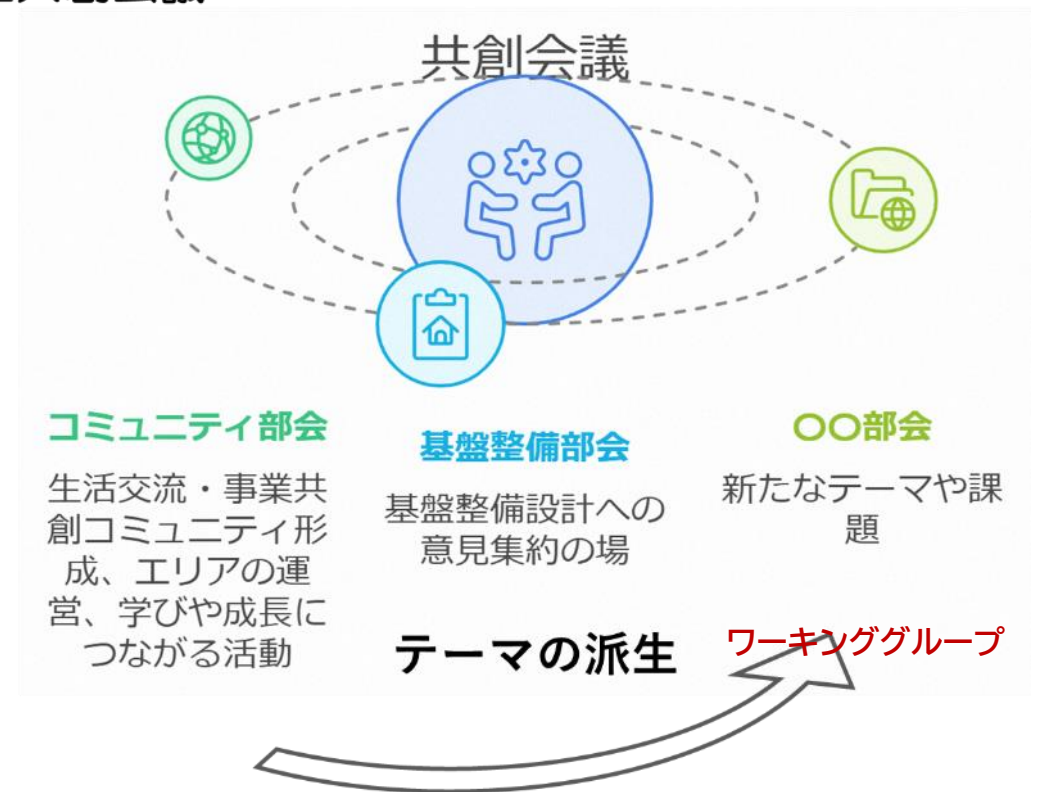 共創会議
コミュニティ部会
生活交流・事業共
創コミュニティ形
成、エリアの運
営、学びや成長に
つながる活動
基盤整備部会
基盤整備設計への
意見集約の場
〇〇部会
新たなテーマや課
題
テーマの派生
ワーキンググループ